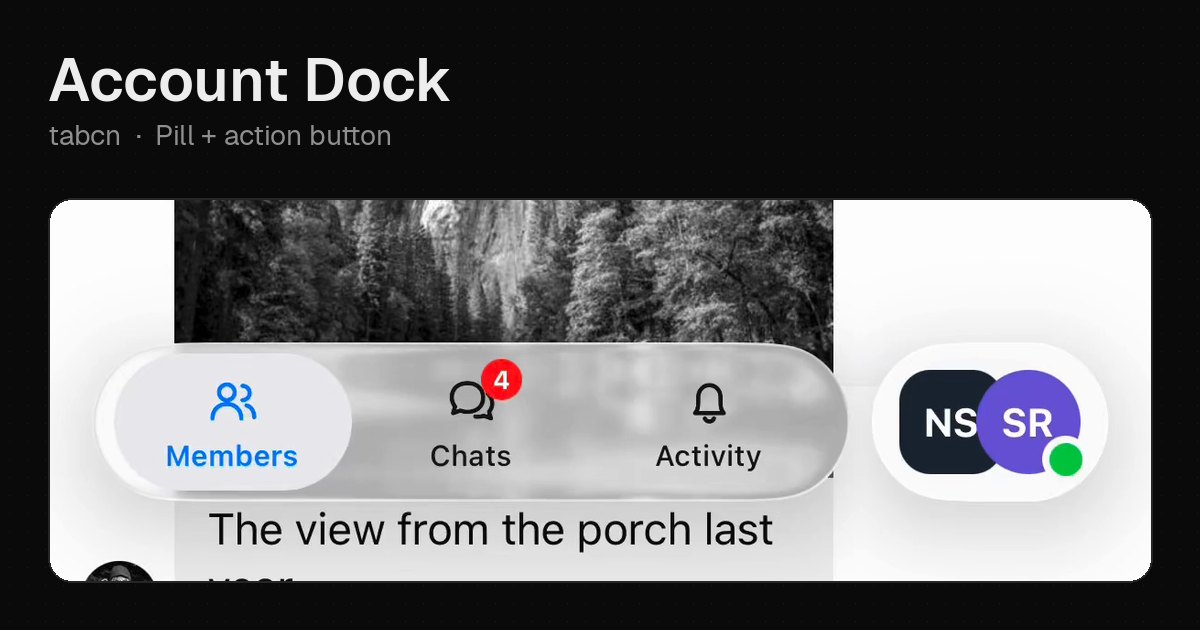 Account Dock
tabcn · Pill + action button
4
NS SR
Members Chats Activity
The view from the porch last